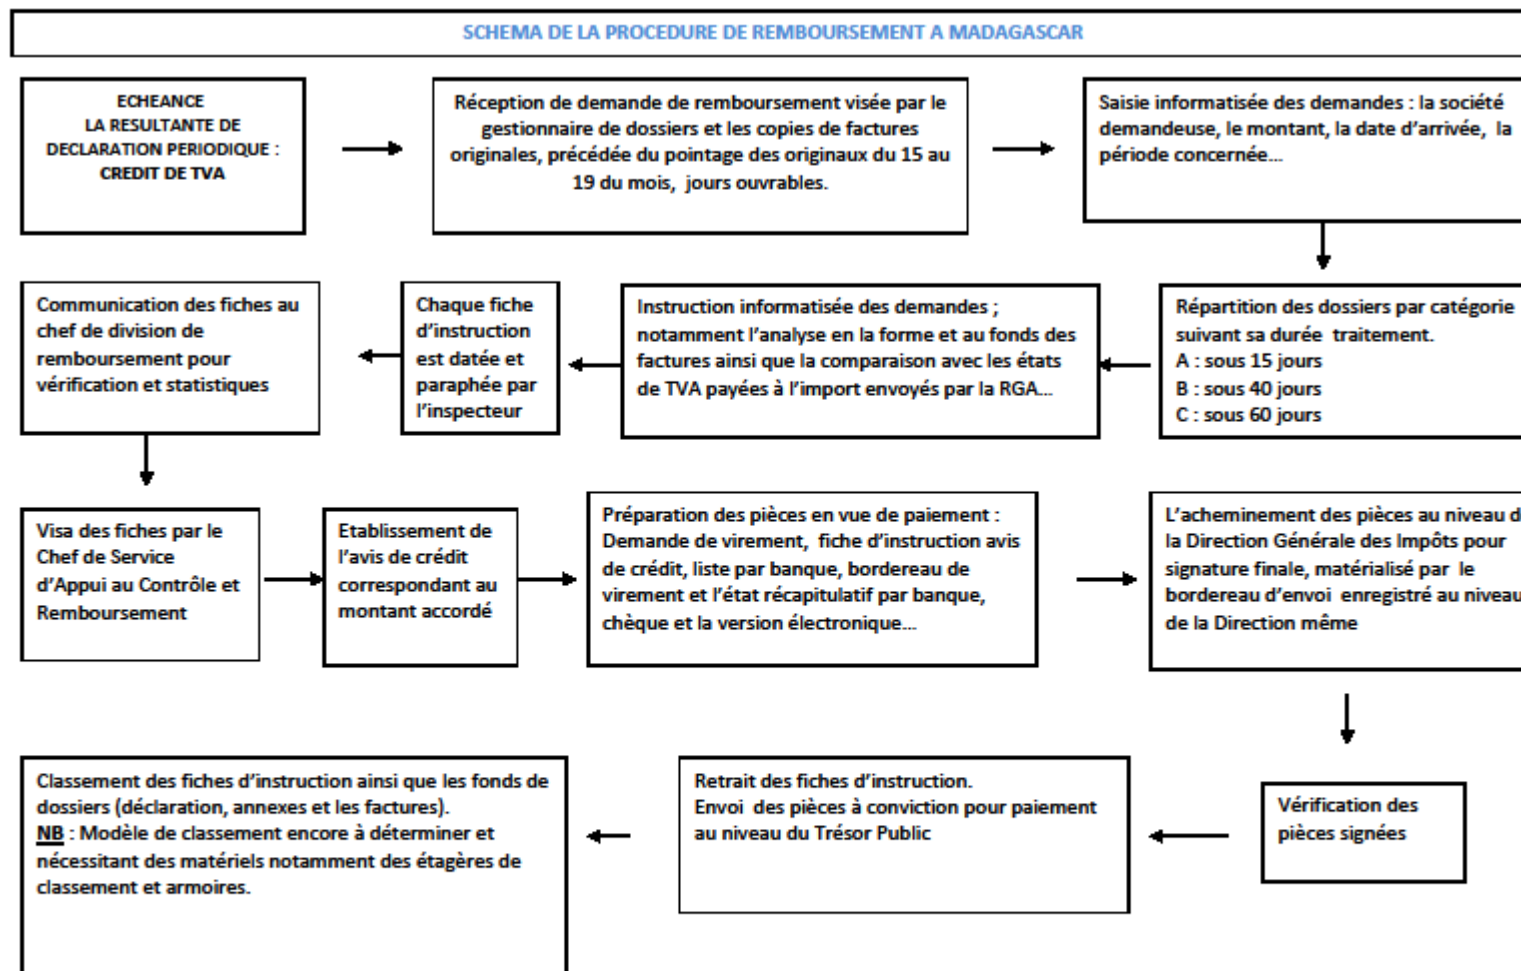 SCHEMA DE LA PROCEDURE DE REMBOURSEMENT A MADAGASCAR
ECHEANCE
LA RESULTANTE DE
DECLARATION PERIODIQUE :
CREDIT DE TVA
Réception de demande de remboursement visée par le
gestionnaire de dossiers et les copies de factures
originales, précédée du pointage des originaux du 15 au
19 du mois, jours ouvrables.
Saisie informatisée des demandes : la société
demandeuse, le montant, la date d'arrivée, la
période concernée...
Répartition des dossiers par catégorie
suivant sa durée traitement.
A : sous 15 jours
B : sous 40 jours
C : sous 60 jours
Instruction informatisée des demandes ;
notamment l'analyse en la forme et au fonds des
factures ainsi que la comparaison avec les états
de TVA payées à l'import envoyés par la RGA...
Chaque fiche
d'instruction
est datée et
paraphée par
l'inspecteur
Communication des fiches au
chef de division de
remboursement pour
vérification et statistiques
Visa des fiches par le
Chef de Service
d'Appui au Contrôle et
Remboursement
Etablissement de
l'avis de crédit
correspondant au
montant accordé
Préparation des pièces en vue de paiement :
Demande de virement, fiche d'instruction avis
de crédit, liste par banque, bordereau de
virement et l'état récapitulatif par banque,
chèque et la version électronique...
L'acheminement des pièces au niveau d
la Direction Générale des Impôts pour
signature finale, matérialisé par le
bordereau d'envoi enregistré au niveau
de la Direction même
Vérification des
pièces signées
Retrait des fiches d'instruction.
Envoi des pièces à conviction pour paiement
au niveau du Trésor Public
Classement des fiches d'instruction ainsi que les fonds de
dossiers (déclaration, annexes et les factures).
NB : Modèle de classement encore à déterminer et
nécessitant des matériels notamment des étagères de
classement et armoires.